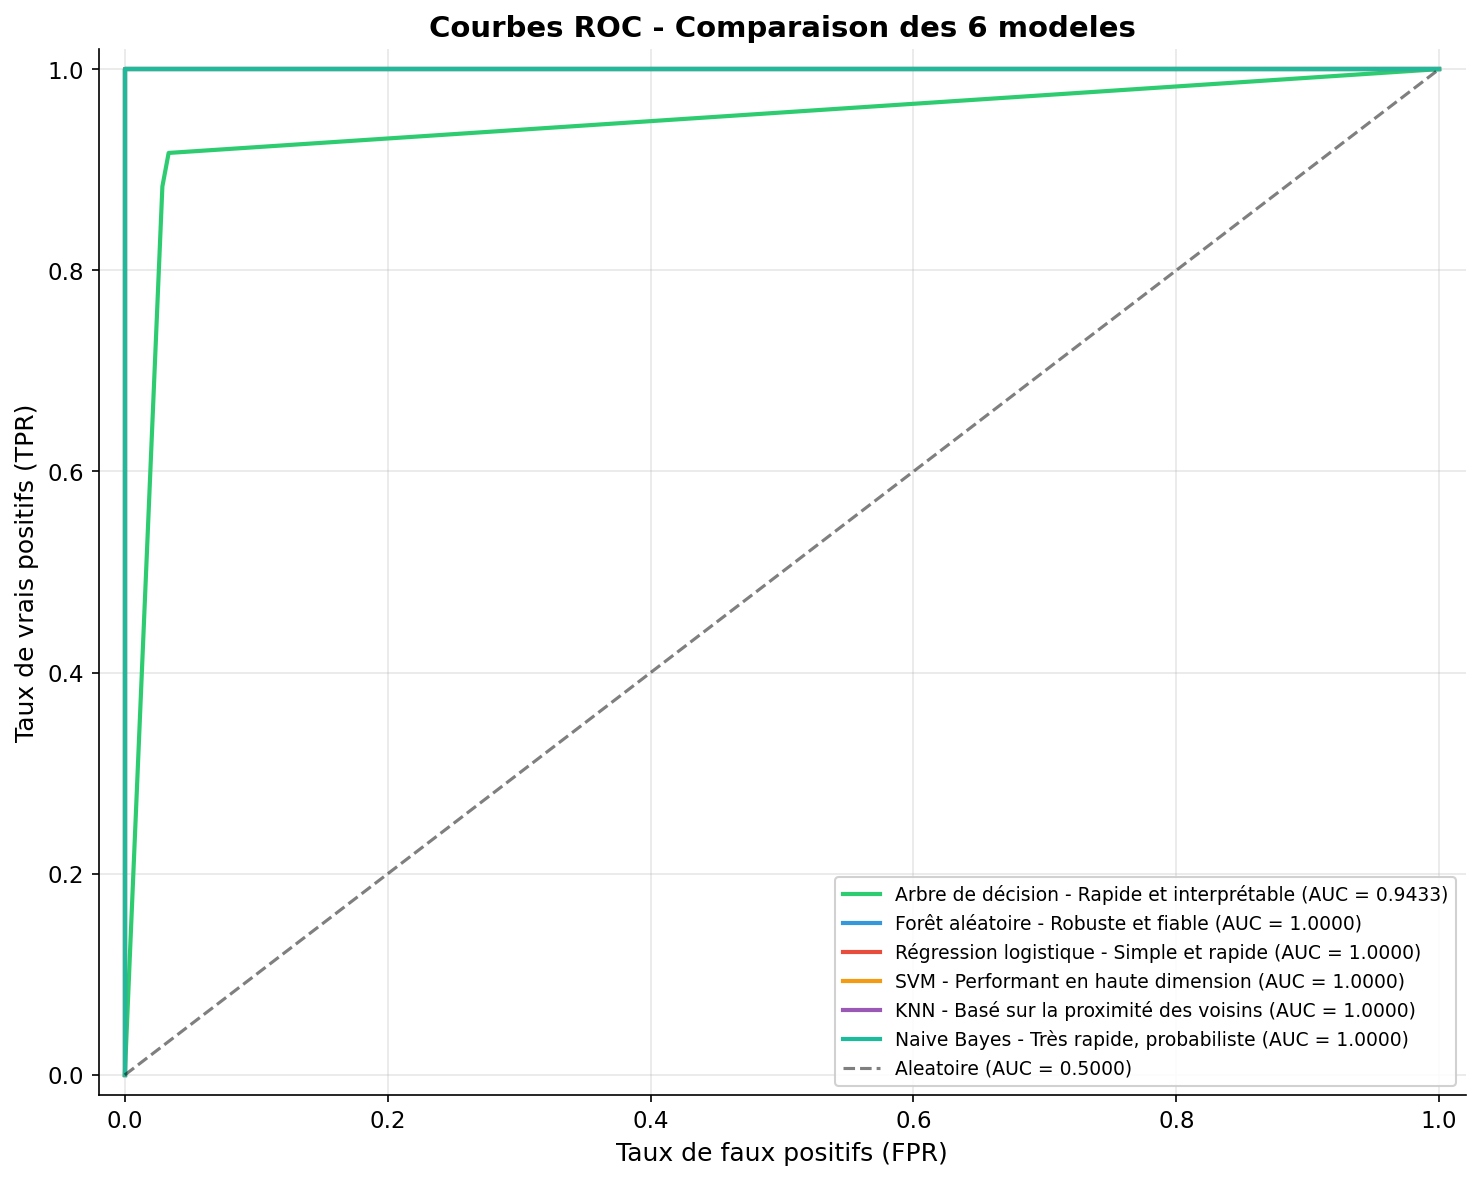 Courbes ROC - Comparaison des 6 modeles
Taux de vrais positifs (TPR)
1.0
0.8
0.6
0.4
0.2
0.0
Arbre de décision - Rapide et interprétable (AUC = 0.9433)
Forêt aléatoire - Robuste et fiable (AUC = 1.0000)
Régression logistique - Simple et rapide (AUC = 1.0000)
SVM - Performant en haute dimension (AUC = 1.0000)
KNN - Basé sur la proximité des voisins (AUC = 1.0000)
Naive Bayes - Très rapide, probabiliste (AUC = 1.0000)
Aleatoire (AUC = 0.5000)
0.0 0.2 0.4 0.6 0.8 1.0
Taux de faux positifs (FPR)